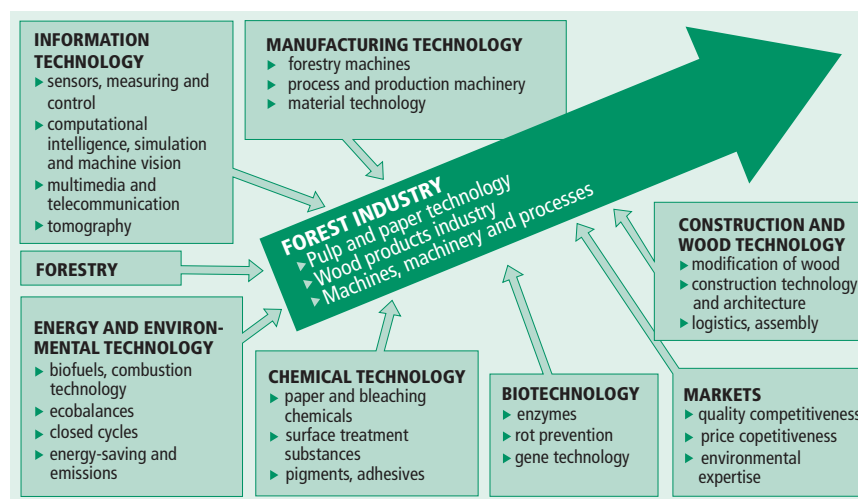 INFORMATION
TECHNOLOGY
▶ sensors, measuring and
control
▶ computational
intelligence, simulation
and machine vision
▶ multimedia and
telecommunication
▶ tomography
MANUFACTURING TECHNOLOGY
▶ forestry machines
▶ process and production machinery
▶ material technology
FOREST INDUSTRY
▶ Pulp and paper technology
▶ Wood products industry
▶ Machines, machinery and processes
CONSTRUCTION AND
WOOD TECHNOLOGY
▶ modification of wood
▶ construction technology
and architecture
▶ logistics, assembly
FORESTRY
ENERGY AND ENVIRON-
MENTAL TECHNOLOGY
▶ biofuels, combustion
technology
▶ ecobalances
▶ closed cycles
▶ energy-saving and
emissions
CHEMICAL TECHNOLOGY
▶ paper and bleaching
chemicals
▶ surface treatment
substances
▶ pigments, adhesives
BIOTECHNOLOGY
▶ enzymes
▶ rot prevention
▶ gene technology
MARKETS
▶ quality competitiveness
▶ price copetitiveness
▶ environmental
expertise